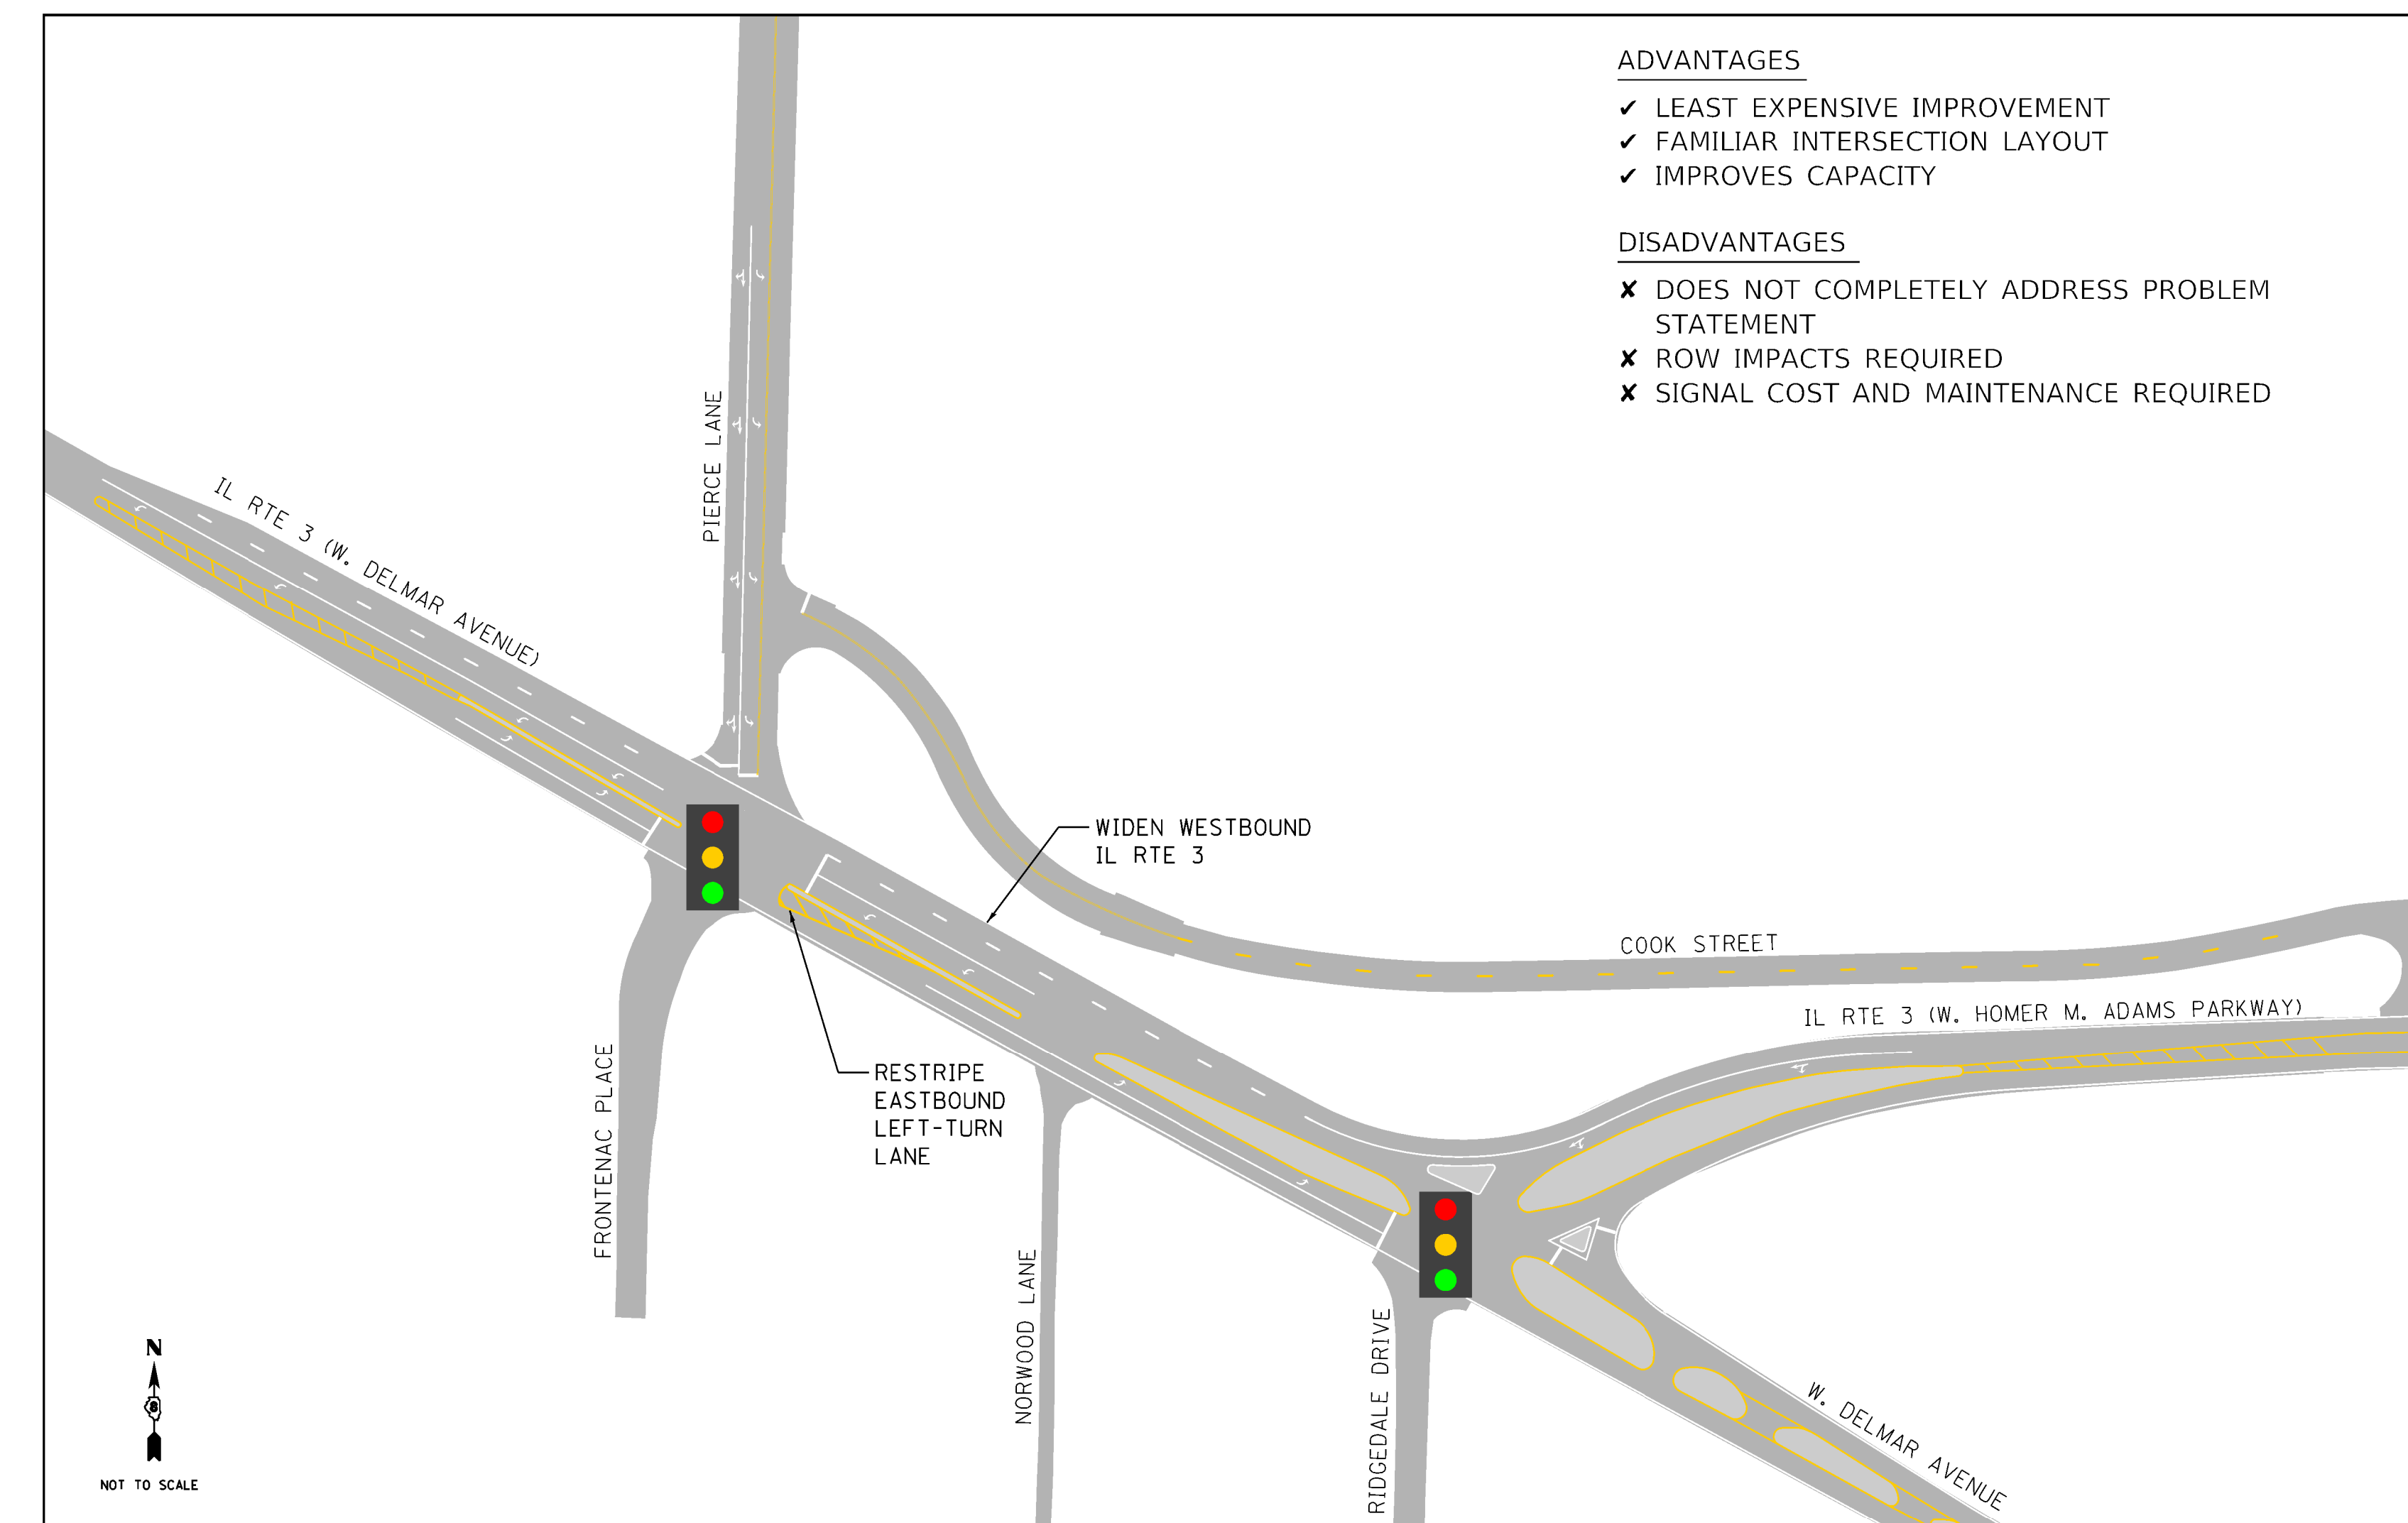 ADVANTAGES
✔ LEAST EXPENSIVE IMPROVEMENT
✔ FAMILIAR INTERSECTION LAYOUT
✔ IMPROVES CAPACITY
DISADVANTAGES
✘ DOES NOT COMPLETELY ADDRESS PROBLEM
STATEMENT
✘ ROW IMPACTS REQUIRED
✘ SIGNAL COST AND MAINTENANCE REQUIRED
PIERCE LANE
IL RTE 3 (W. DELMAR AVENUE)
WIDEN WESTBOUND
IL RTE 3
COOK STREET
IL RTE 3 (W. HOMER M. ADAMS PARKWAY)
RESTRIPE
EASTBOUND
LEFT-TURN
LANE
FRONTENAC PLACE
NORWOOD LANE
RIDGEDALE DRIVE
W. DELMAR AVENUE
N
8
NOT TO SCALE